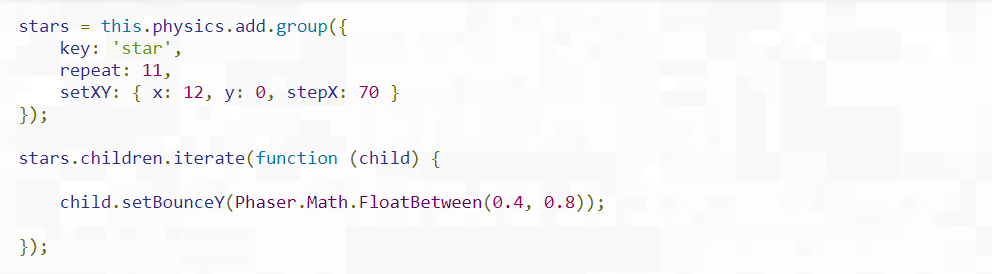 stars = this.physics.add.group({
    key: 'star',
    repeat: 11,
    setXY: { x: 12, y: 0, stepX: 70 }
});
stars.children.iterate(function (child) {
    child.setBounceY(Phaser.Math.FloatBetween(0.4, 0.8));
});